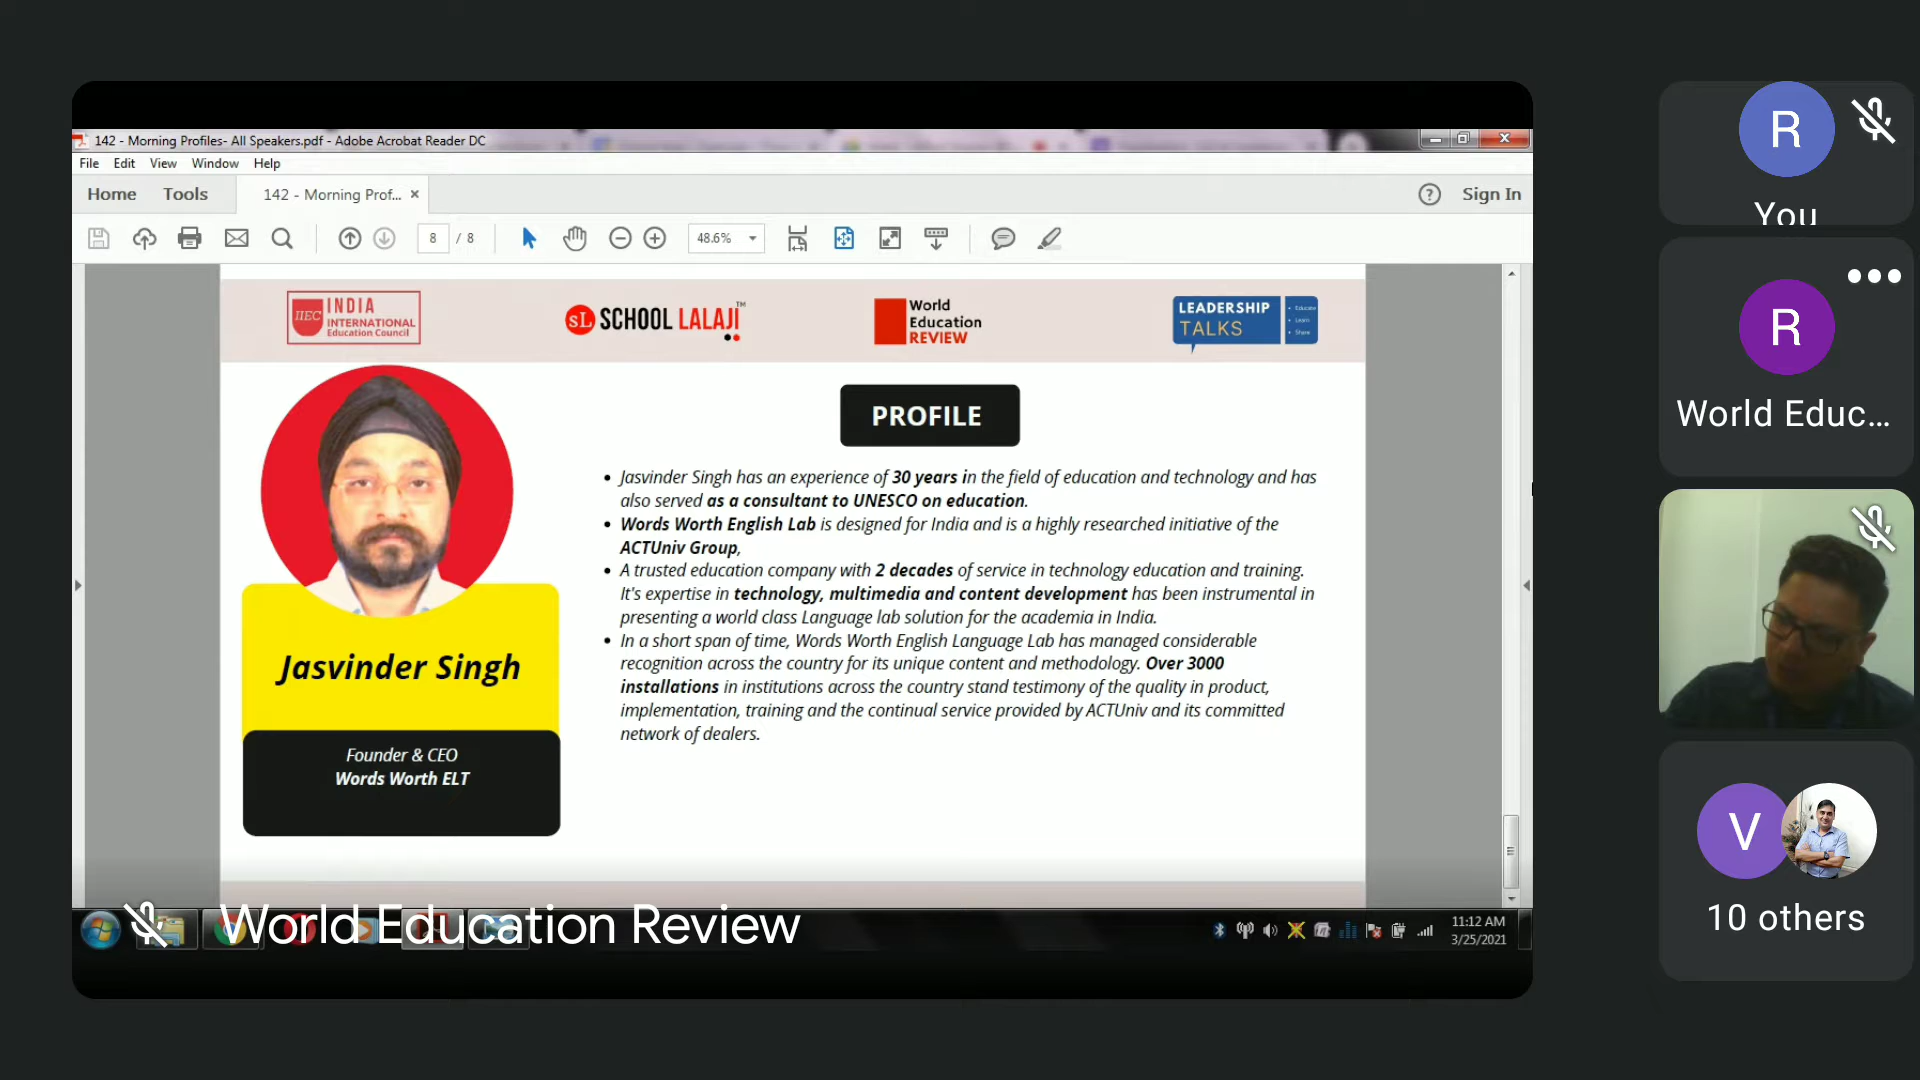 142 - Morning Profiles- All Speakers.pdf - Adobe Acrobat Reader DC
File Edit View Window Help
Home Tools 142 - Morning Prof... × ? Sign In
8 / 8 48.6%
IIEC INDIA
INTERNATIONAL
Education Council
sL SCHOOL LALAJI™
World
Education
REVIEW
LEADERSHIP
TALKS
• Educate
• Learn
• Share
PROFILE
• Jasvinder Singh has an experience of 30 years in the field of education and technology and has
also served as a consultant to UNESCO on education.
• Words Worth English Lab is designed for India and is a highly researched initiative of the
ACTUniv Group,
• A trusted education company with 2 decades of service in technology education and training.
It's expertise in technology, multimedia and content development has been instrumental in
presenting a world class Language lab solution for the academia in India.
• In a short span of time, Words Worth English Language Lab has managed considerable
recognition across the country for its unique content and methodology. Over 3000
installations in institutions across the country stand testimony of the quality in product,
implementation, training and the continual service provided by ACTUniv and its committed
network of dealers.
Jasvinder Singh
Founder & CEO
Words Worth ELT
World Education Review
11:12 AM
3/25/2021
R
You
R
World Educ...
V
10 others